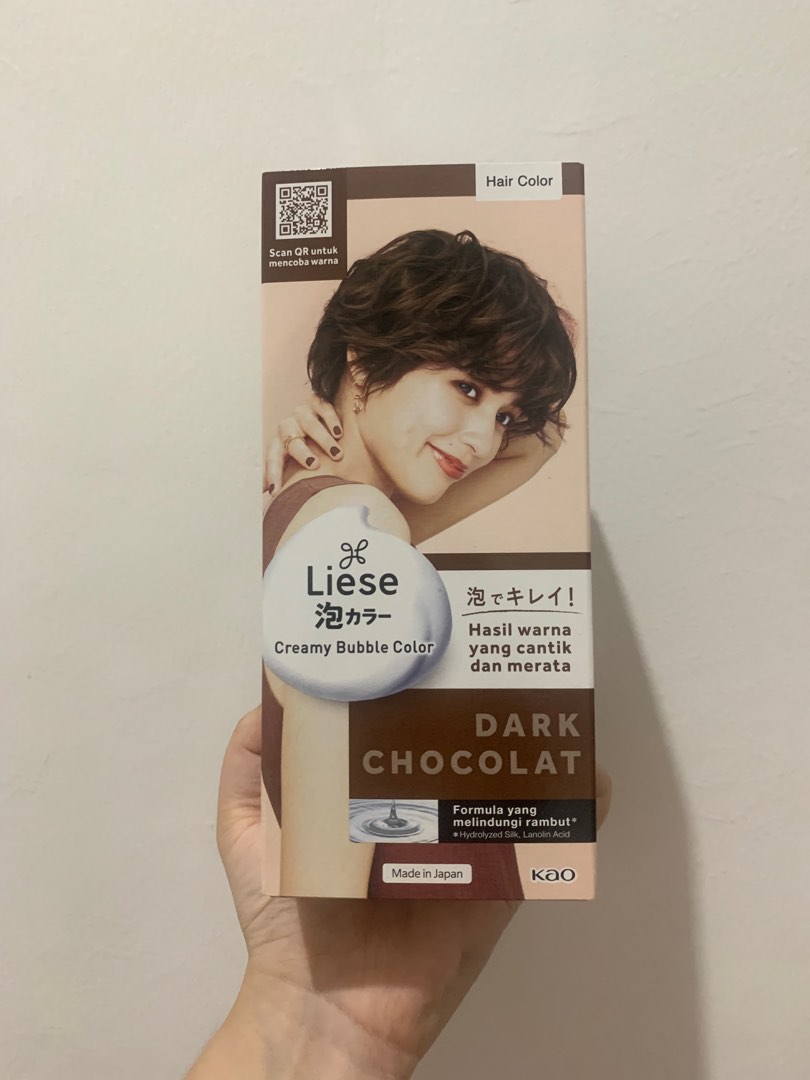 Hair Color
Scan QR untuk
mencoba warna
Liese
泡カラー
Creamy Bubble Color
泡でキレイ!
Hasil warna
yang cantik
dan merata
DARK
CHOCOLAT
Formula yang
melindungi rambut*
*Hydrolyzed Silk, Lanolin Acid
Made in Japan
Kao